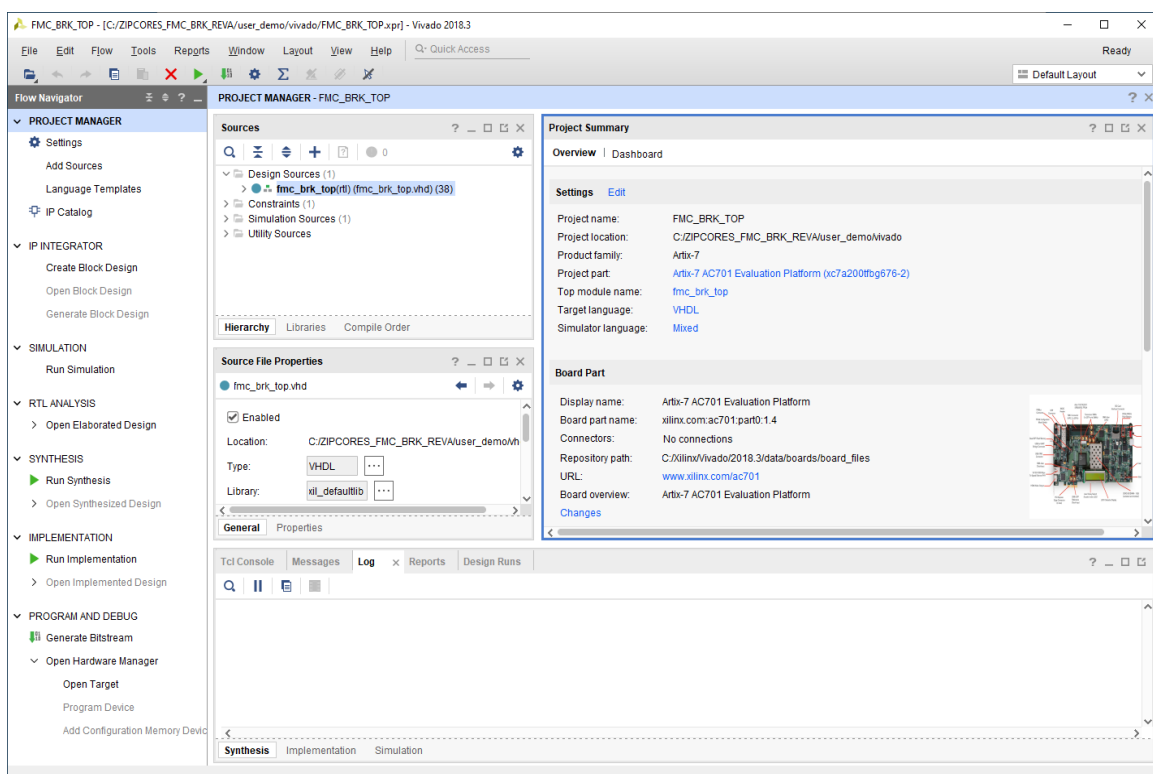 FMC_BRK_TOP - [C:/ZIPCORES_FMC_BRK_REVA/user_demo/vivado/FMC_BRK_TOP.xpr] - Vivado 2018.3
File Edit Flow Tools Reports Window Layout View Help Quick Access Ready
Default Layout
Flow Navigator
PROJECT MANAGER
Settings
Add Sources
Language Templates
IP Catalog
IP INTEGRATOR
Create Block Design
Open Block Design
Generate Block Design
SIMULATION
Run Simulation
RTL ANALYSIS
Open Elaborated Design
SYNTHESIS
Run Synthesis
Open Synthesized Design
IMPLEMENTATION
Run Implementation
Open Implemented Design
PROGRAM AND DEBUG
Generate Bitstream
Open Hardware Manager
Open Target
Program Device
Add Configuration Memory Devic
PROJECT MANAGER - FMC_BRK_TOP
Sources
0
Design Sources (1)
fmc_brk_top(rtl) (fmc_brk_top.vhd) (38)
Constraints (1)
Simulation Sources (1)
Utility Sources
Hierarchy Libraries Compile Order
Source File Properties
fmc_brk_top.vhd
Enabled
Location: C:/ZIPCORES_FMC_BRK_REVA/user_demo/vh
Type: VHDL ...
Library: xil_defaultlib ...
General Properties
Project Summary
Overview | Dashboard
Settings Edit
Project name: FMC_BRK_TOP
Project location: C:/ZIPCORES_FMC_BRK_REVA/user_demo/vivado
Product family: Artix-7
Project part: Artix-7 AC701 Evaluation Platform (xc7a200tfbg676-2)
Top module name: fmc_brk_top
Target language: VHDL
Simulator language: Mixed
Board Part
Display name: Artix-7 AC701 Evaluation Platform
Board part name: xilinx.com:ac701:part0:1.4
Connectors: No connections
Repository path: C:/Xilinx/Vivado/2018.3/data/boards/board_files
URL: www.xilinx.com/ac701
Board overview: Artix-7 AC701 Evaluation Platform
Changes
Tcl Console Messages Log Reports Design Runs
Synthesis Implementation Simulation